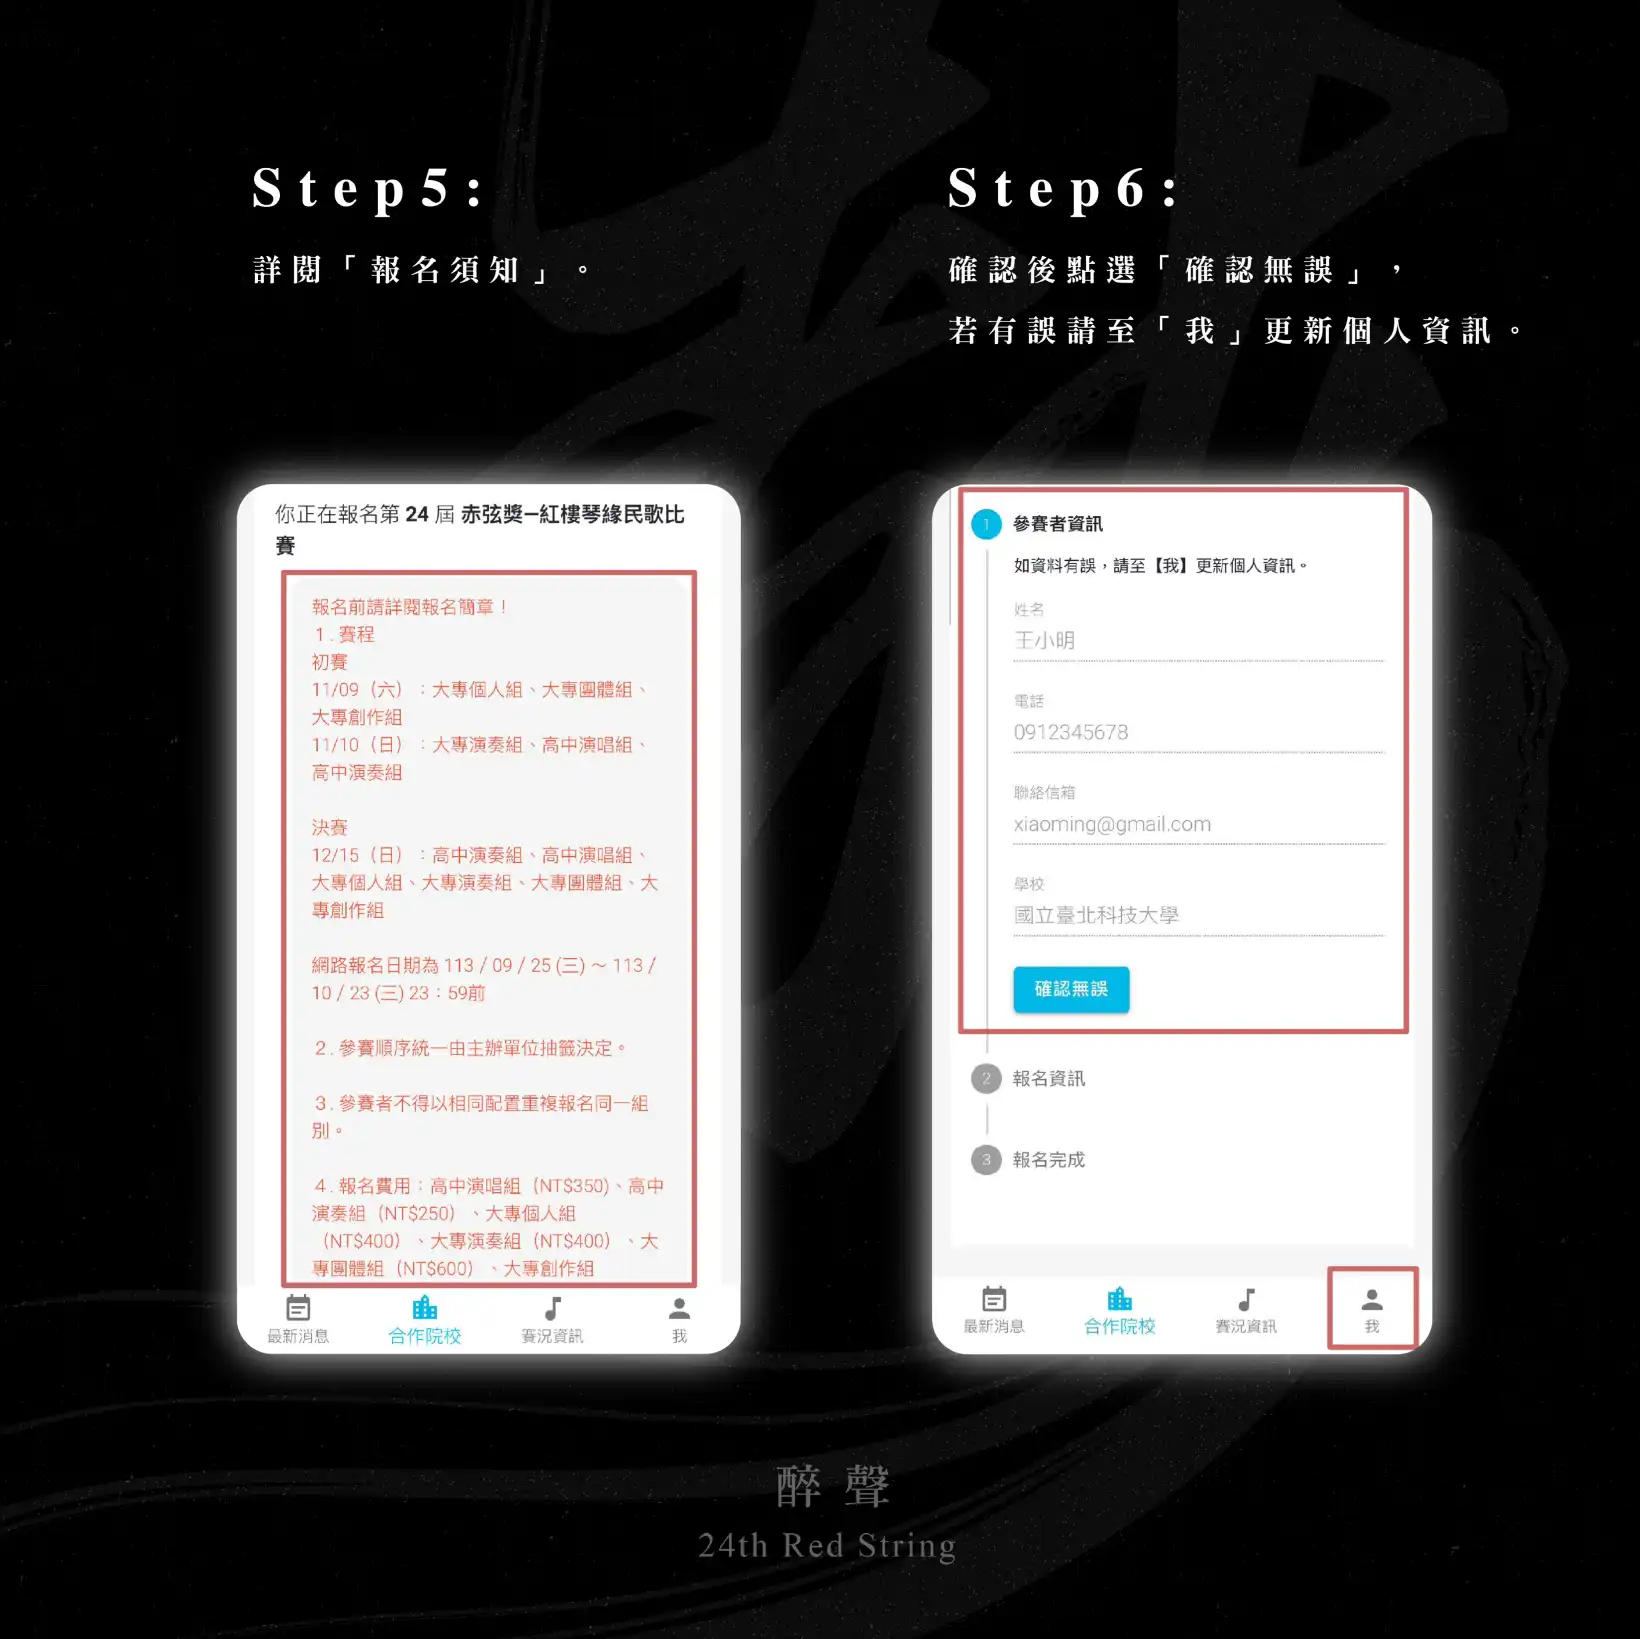 Step5:
詳閱「報名須知」。
Step6:
確認後點選「確認無誤」，
若有誤請至「我」更新個人資訊。
你正在報名第 24 屆 赤弦獎—紅樓琴緣民歌比
賽
報名前請詳閱報名簡章！
1．賽程
初賽
11/09（六）：大專個人組、大專團體組、
大專創作組
11/10（日）：大專演奏組、高中演唱組、
高中演奏組
決賽
12/15（日）：高中演奏組、高中演唱組、
大專個人組、大專演奏組、大專團體組、大
專創作組
網路報名日期為 113 / 09 / 25 (三) ～ 113 /
10 / 23 (三) 23：59前
2．參賽順序統一由主辦單位抽籤決定。
3．參賽者不得以相同配置重複報名同一組
別。
4．報名費用：高中演唱組（NT$350)、高中
演奏組（NT$250）、大專個人組
（NT$400）、大專演奏組（NT$400）、大
專團體組（NT$600）、大專創作組
最新消息
合作院校
賽況資訊
我
1 參賽者資訊
如資料有誤，請至【我】更新個人資訊。
姓名
王小明
電話
0912345678
聯絡信箱
xiaoming@gmail.com
學校
國立臺北科技大學
確認無誤
2 報名資訊
3 報名完成
最新消息
合作院校
賽況資訊
我
醉聲
24th Red String